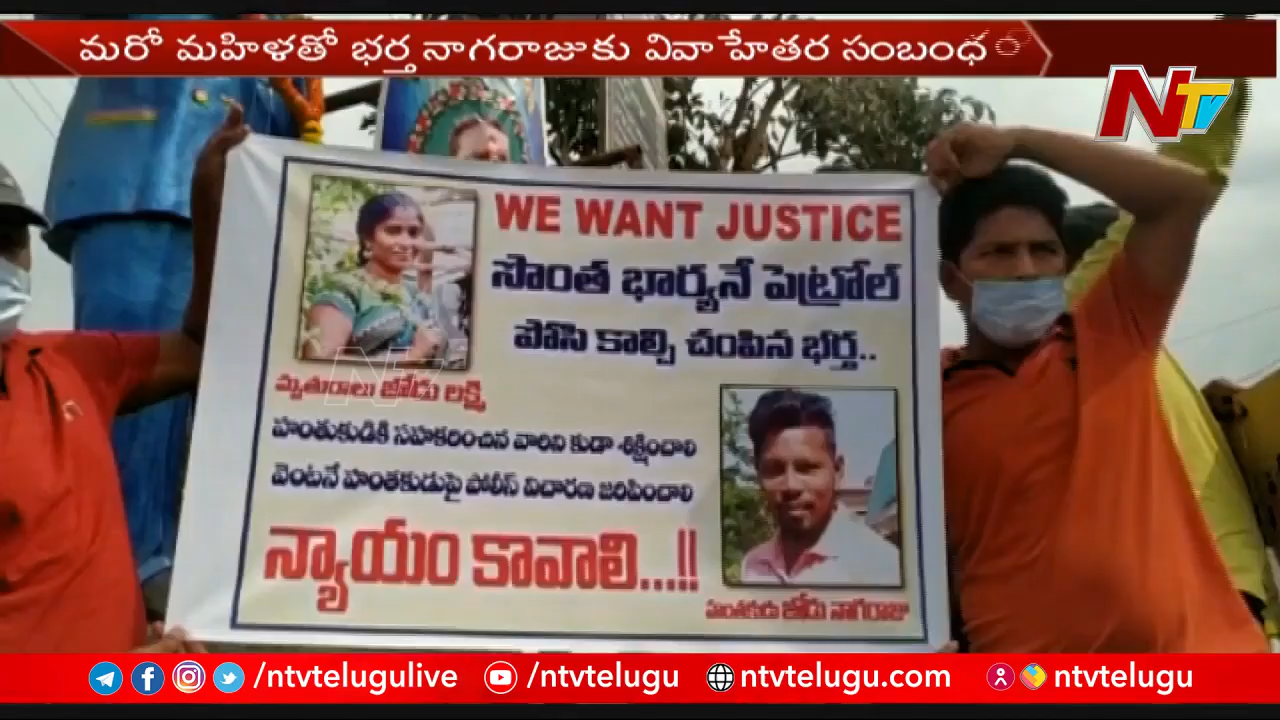 మరో మహిళతో భర్త నాగరాజుకు వివాహేతర సంబంధ
NTV
WE WANT JUSTICE
సొంత భార్యనే పెట్రోల్
పోసి కాల్చి చంపిన భర్త..
మృతురాలు జోడు లక్ష్మి
హంతుకుడికి సహకరించిన వారిని కుడా శిక్షించాలి
వెంటనే హంతకుడుపై పోలీస్ విచారణ జరిపించాలి
న్యాయం కావాలి...!!
హంతకుడు జోడు నాగరాజు
/ntvtelugulive /ntvtelugu ntvtelugu.com ntvtelugu